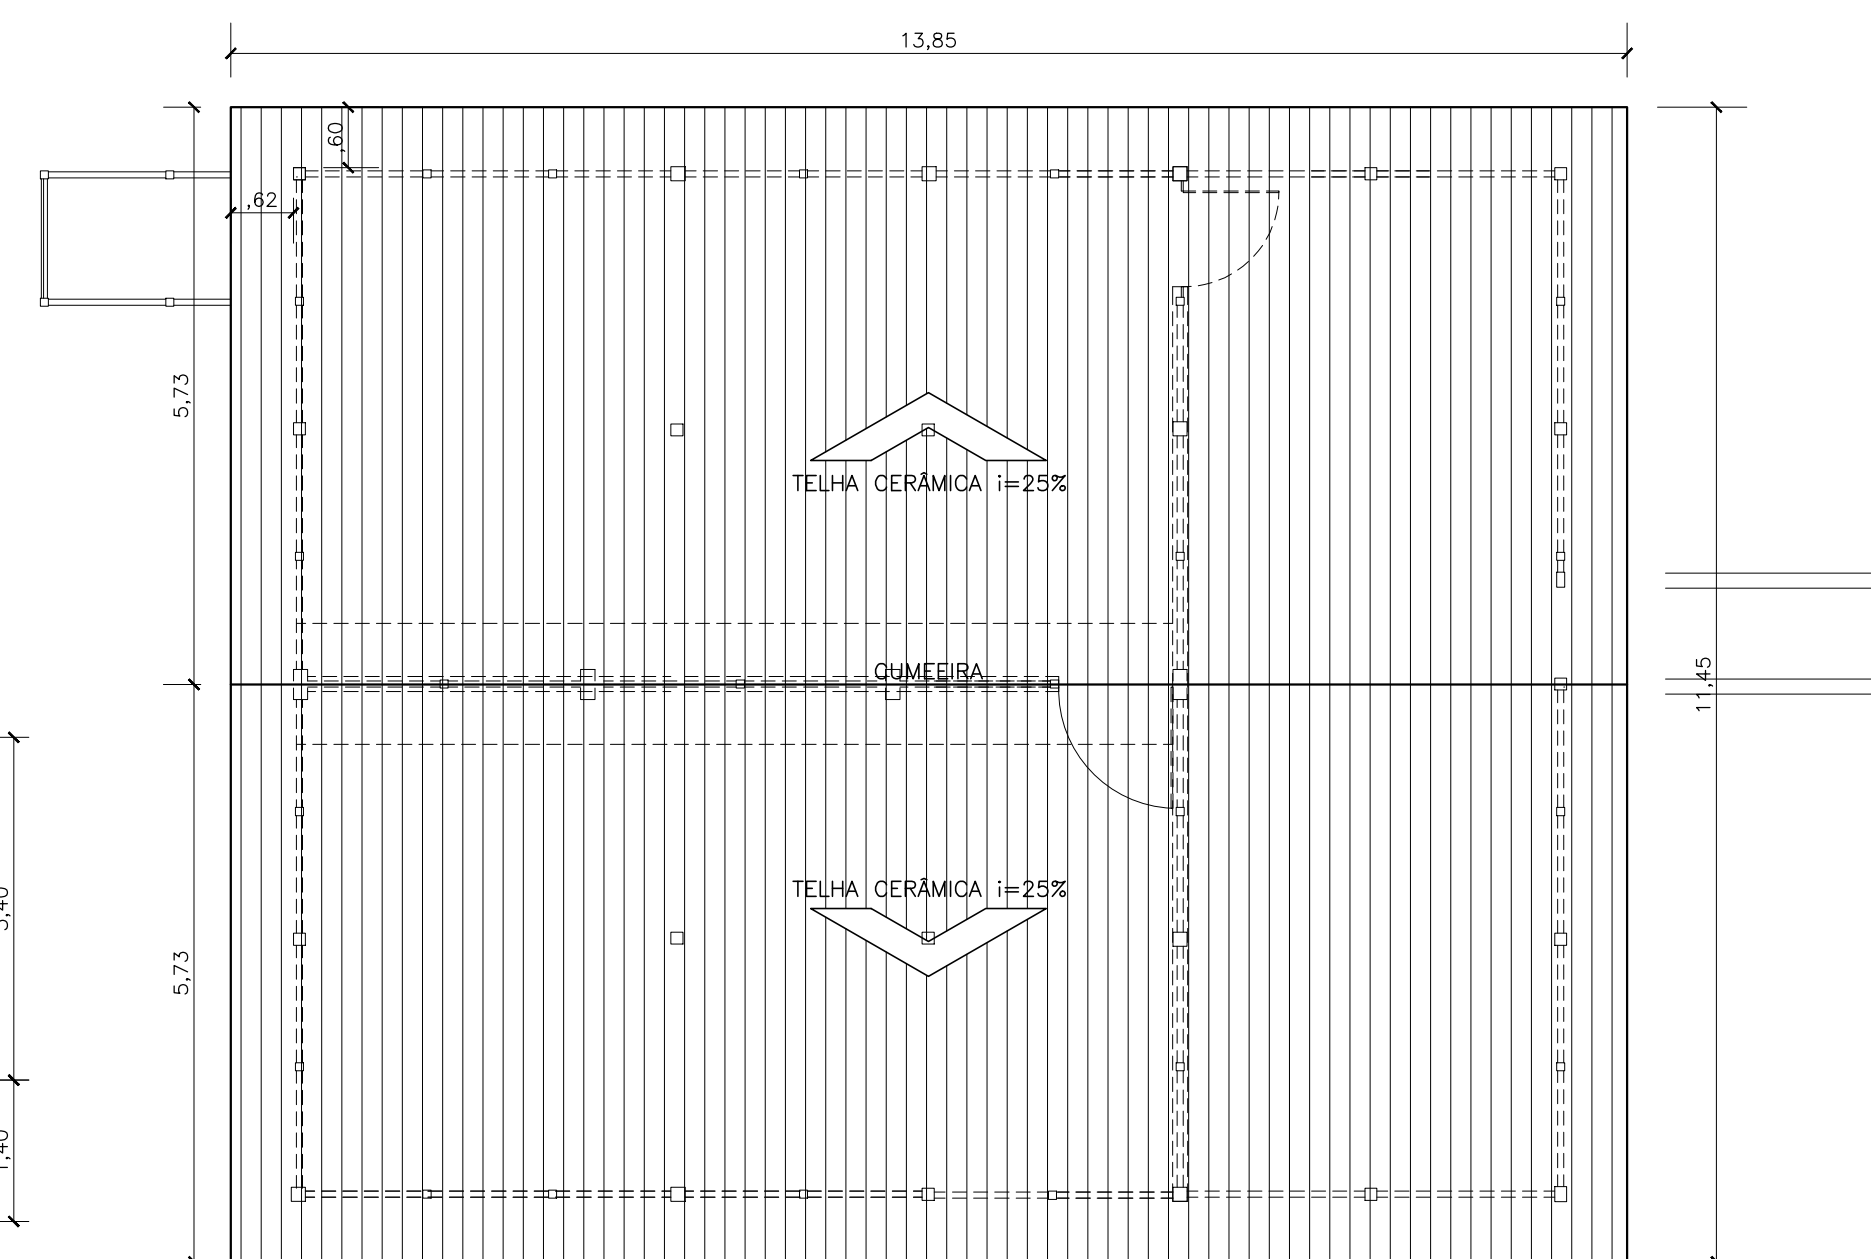 13,85
,60
,62
5,73
TELHA CERÂMICA i=25%
CUMEEIRA
11,45
TELHA CERÂMICA i=25%
5,73